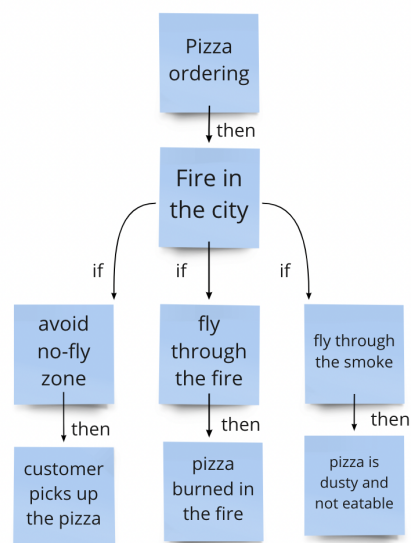 Pizza
ordering
then
Fire in
the city
if
if
if
avoid
no-fly
zone
fly
through
the fire
fly through
the smoke
then
then
then
customer
picks up
the pizza
pizza
burned in
the fire
pizza is
dusty and
not eatable